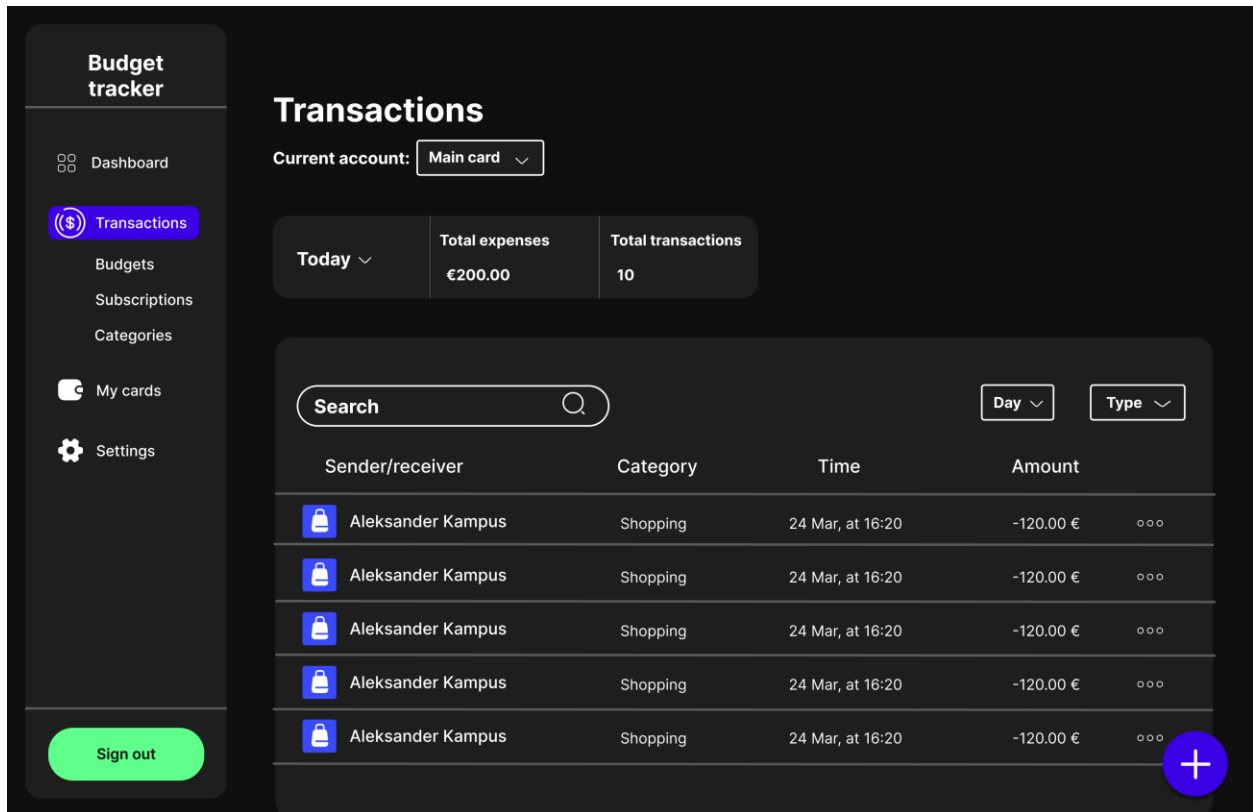 Budget
tracker
Dashboard
($) Transactions
Budgets
Subscriptions
Categories
My cards
Settings
Sign out
Transactions
Current account: Main card
Today
Total expenses
€200.00
Total transactions
10
Search
Day
Type
Sender/receiver Category Time Amount
Aleksander Kampus Shopping 24 Mar, at 16:20 -120.00 €
Aleksander Kampus Shopping 24 Mar, at 16:20 -120.00 €
Aleksander Kampus Shopping 24 Mar, at 16:20 -120.00 €
Aleksander Kampus Shopping 24 Mar, at 16:20 -120.00 €
Aleksander Kampus Shopping 24 Mar, at 16:20 -120.00 €